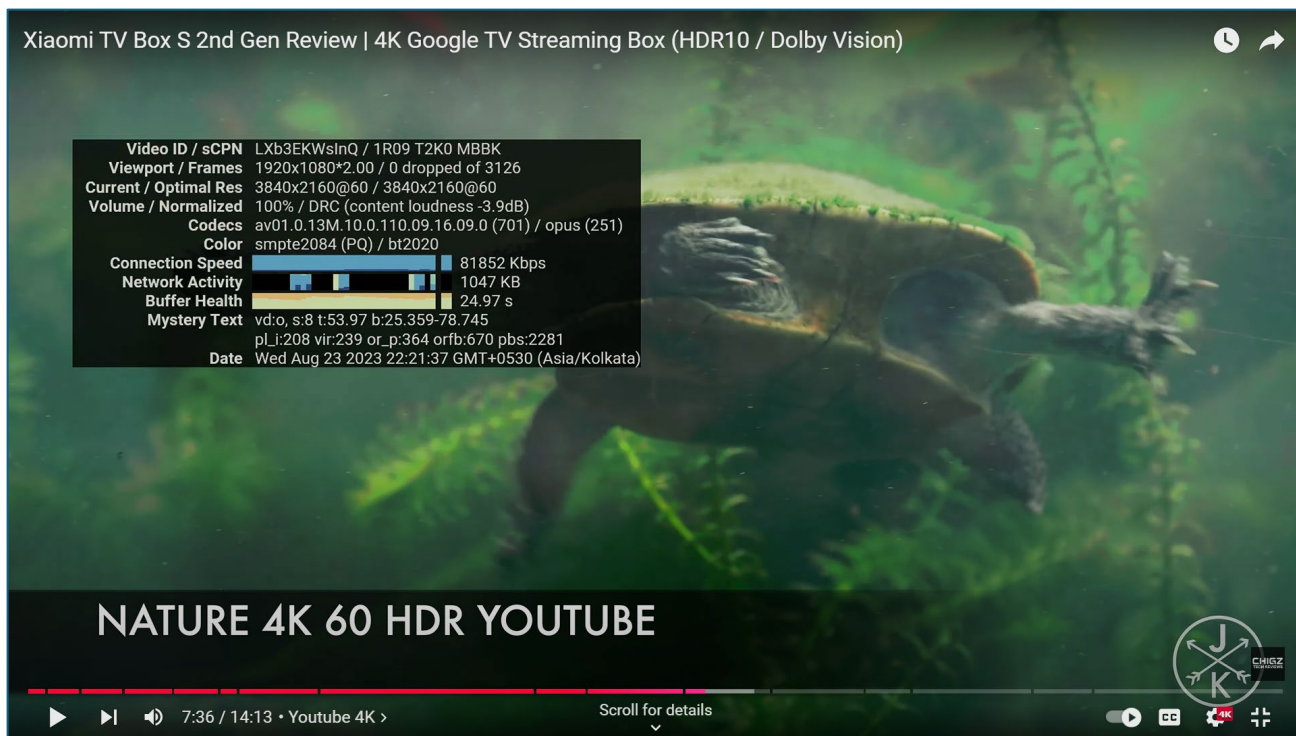 Xiaomi TV Box S 2nd Gen Review | 4K Google TV Streaming Box (HDR10 / Dolby Vision)
Video ID / sCPN LXb3EKWsInQ / 1R09 T2K0 MBBK
Viewport / Frames 1920x1080*2.00 / 0 dropped of 3126
Current / Optimal Res 3840x2160@60 / 3840x2160@60
Volume / Normalized 100% / DRC (content loudness -3.9dB)
Codecs av01.0.13M.10.0.110.09.16.09.0 (701) / opus (251)
Color smpte2084 (PQ) / bt2020
Connection Speed 81852 Kbps
Network Activity 1047 KB
Buffer Health 24.97 s
Mystery Text vd:o, s:8 t:53.97 b:25.359-78.745
pl_i:208 vir:239 or_p:364 orfb:670 pbs:2281
Date Wed Aug 23 2023 22:21:37 GMT+0530 (Asia/Kolkata)
NATURE 4K 60 HDR YOUTUBE
J
K
CHIGZ
TECH REVIEWS
7:36 / 14:13 • Youtube 4K ›
Scroll for details
CC
4K